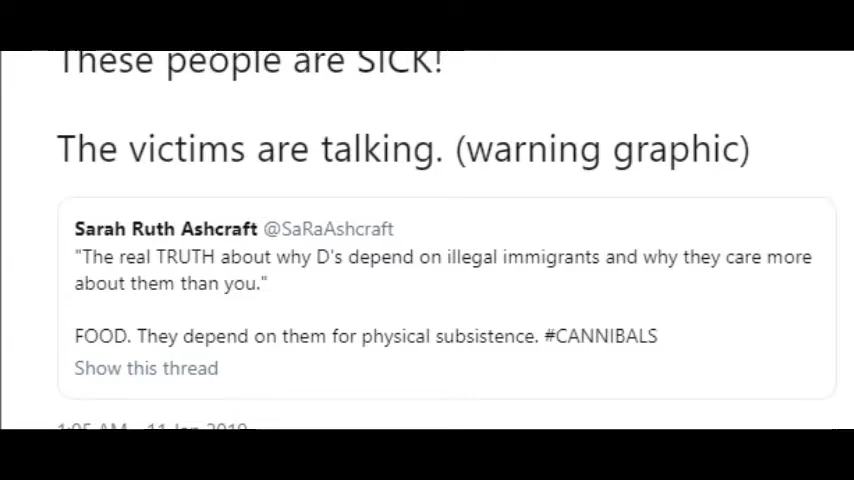 These people are SICK!
The victims are talking. (warning graphic)
Sarah Ruth Ashcraft @SaRaAshcraft
"The real TRUTH about why D's depend on illegal immigrants and why they care more
about them than you."
FOOD. They depend on them for physical subsistence. #CANNIBALS
Show this thread
1:05 AM - 11 Jan 2019